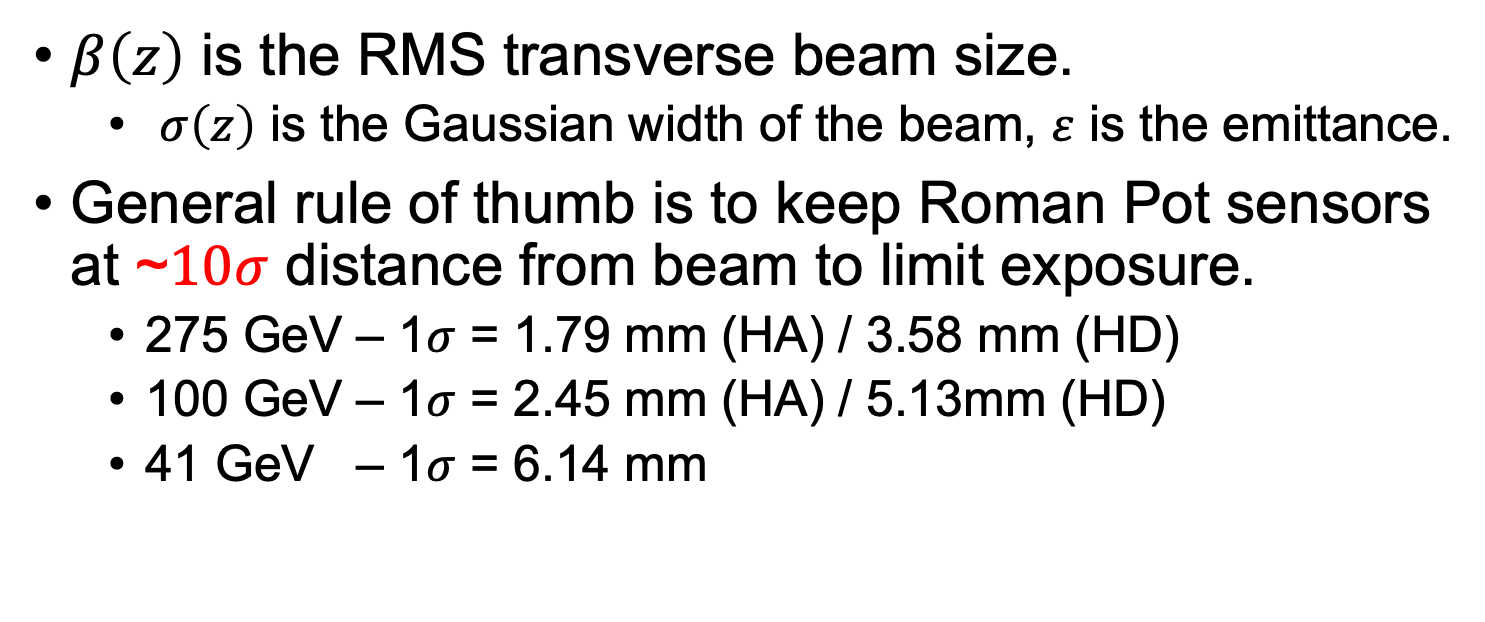 • β(z) is the RMS transverse beam size.
• σ(z) is the Gaussian width of the beam, ε is the emittance.
• General rule of thumb is to keep Roman Pot sensors
at ~10σ distance from beam to limit exposure.
• 275 GeV – 1σ = 1.79 mm (HA) / 3.58 mm (HD)
• 100 GeV – 1σ = 2.45 mm (HA) / 5.13mm (HD)
• 41 GeV – 1σ = 6.14 mm